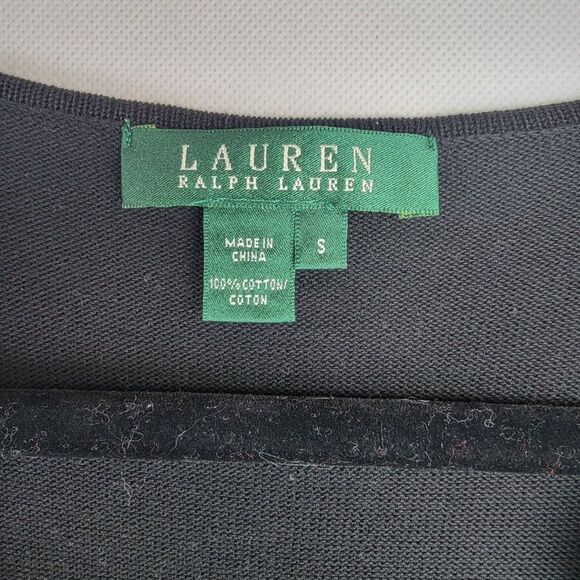 LAUREN
RALPH LAUREN
MADE IN
CHINA
S
100% COTTON/
COTON